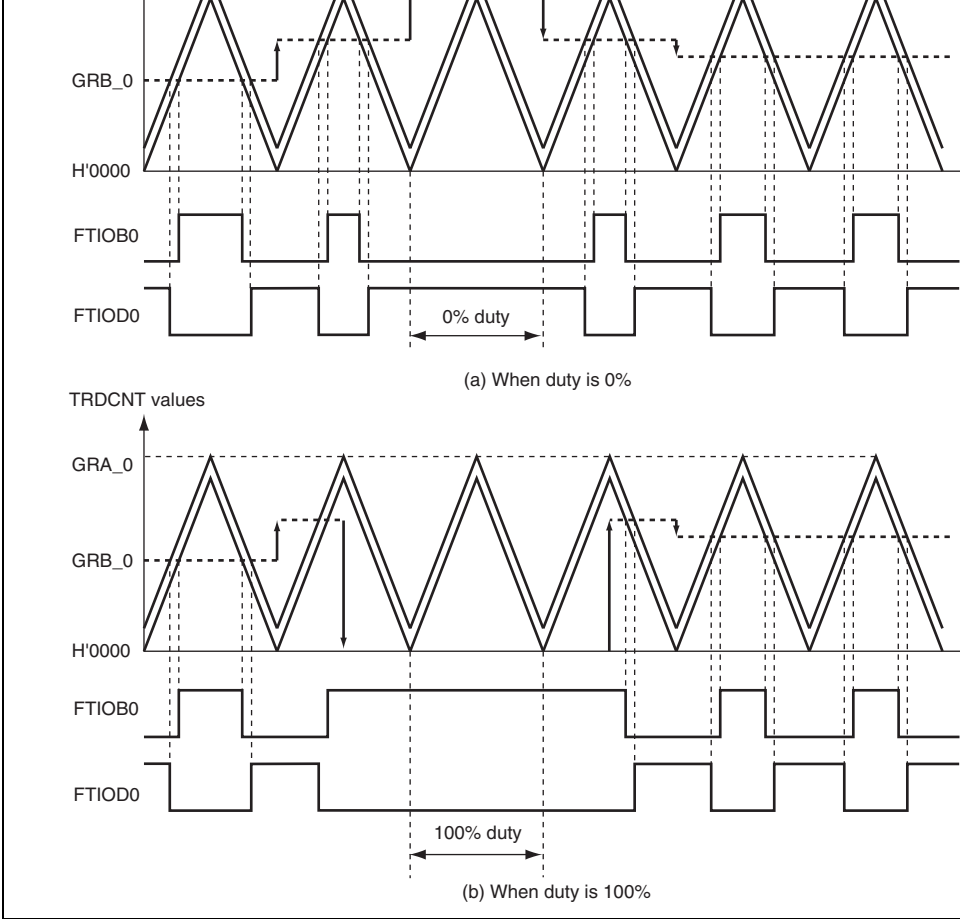 GRB_0
H'0000
FTIOB0
FTIOD0
0% duty
(a) When duty is 0%
TRDCNT values
GRA_0
GRB_0
H'0000
FTIOB0
FTIOD0
100% duty
(b) When duty is 100%